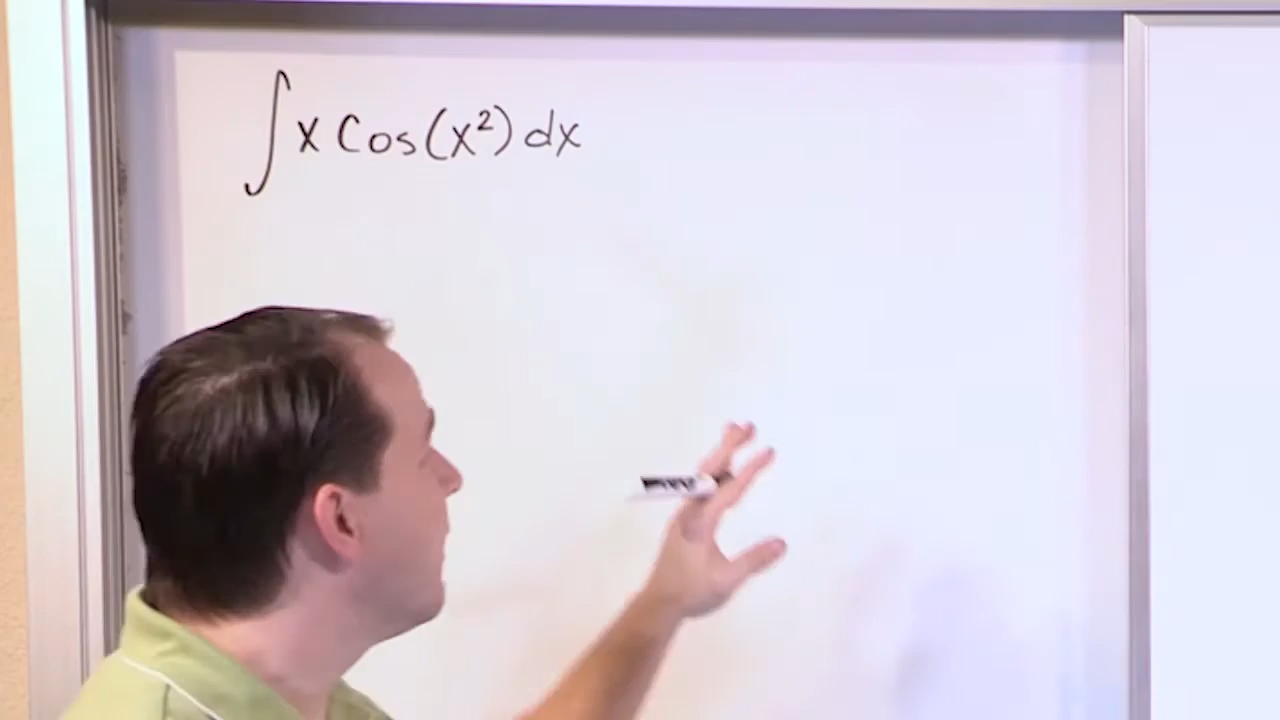 ∫ x Cos(x²) dx